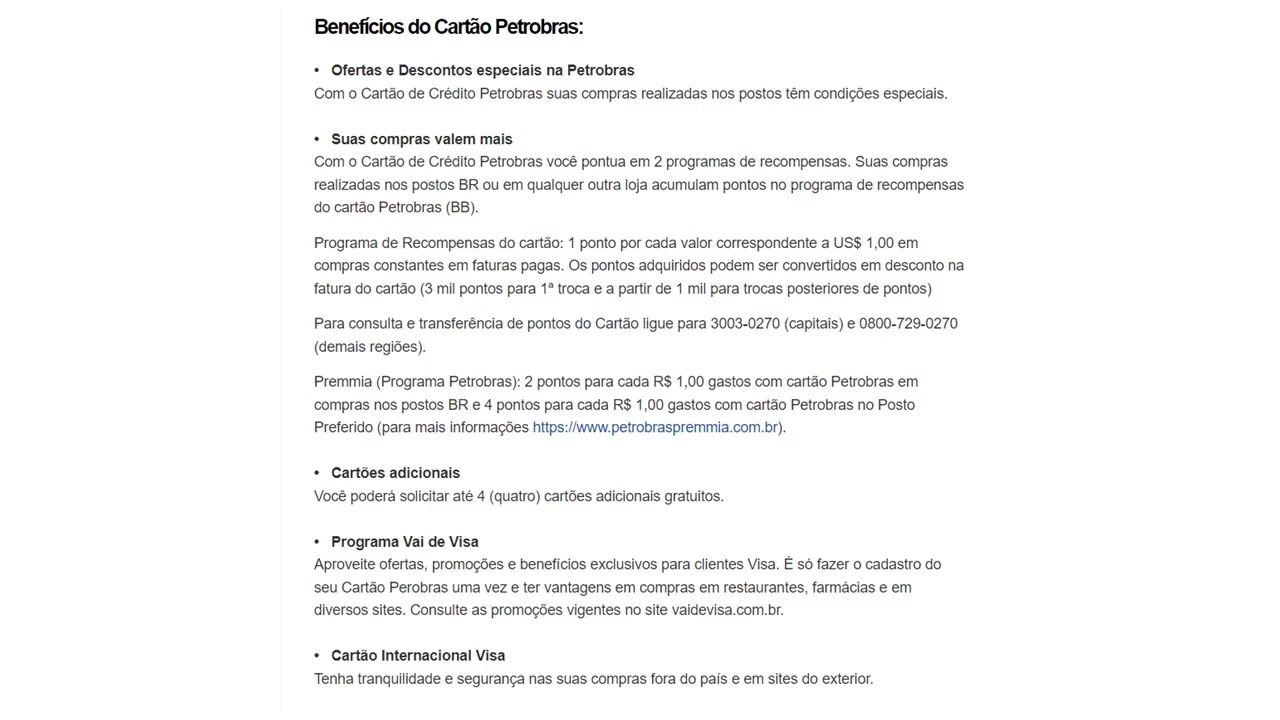 Benefícios do Cartão Petrobras:
• Ofertas e Descontos especiais na Petrobras
Com o Cartão de Crédito Petrobras suas compras realizadas nos postos têm condições especiais.
• Suas compras valem mais
Com o Cartão de Crédito Petrobras você pontua em 2 programas de recompensas. Suas compras
realizadas nos postos BR ou em qualquer outra loja acumulam pontos no programa de recompensas
do cartão Petrobras (BB).
Programa de Recompensas do cartão: 1 ponto por cada valor correspondente a US$ 1,00 em
compras constantes em faturas pagas. Os pontos adquiridos podem ser convertidos em desconto na
fatura do cartão (3 mil pontos para 1ª troca e a partir de 1 mil para trocas posteriores de pontos)
Para consulta e transferência de pontos do Cartão ligue para 3003-0270 (capitais) e 0800-729-0270
(demais regiões).
Premmia (Programa Petrobras): 2 pontos para cada R$ 1,00 gastos com cartão Petrobras em
compras nos postos BR e 4 pontos para cada R$ 1,00 gastos com cartão Petrobras no Posto
Preferido (para mais informações https://www.petrobraspremmia.com.br).
• Cartões adicionais
Você poderá solicitar até 4 (quatro) cartões adicionais gratuitos.
• Programa Vai de Visa
Aproveite ofertas, promoções e benefícios exclusivos para clientes Visa. É só fazer o cadastro do
seu Cartão Perobras uma vez e ter vantagens em compras em restaurantes, farmácias e em
diversos sites. Consulte as promoções vigentes no site vaidevisa.com.br.
• Cartão Internacional Visa
Tenha tranquilidade e segurança nas suas compras fora do país e em sites do exterior.